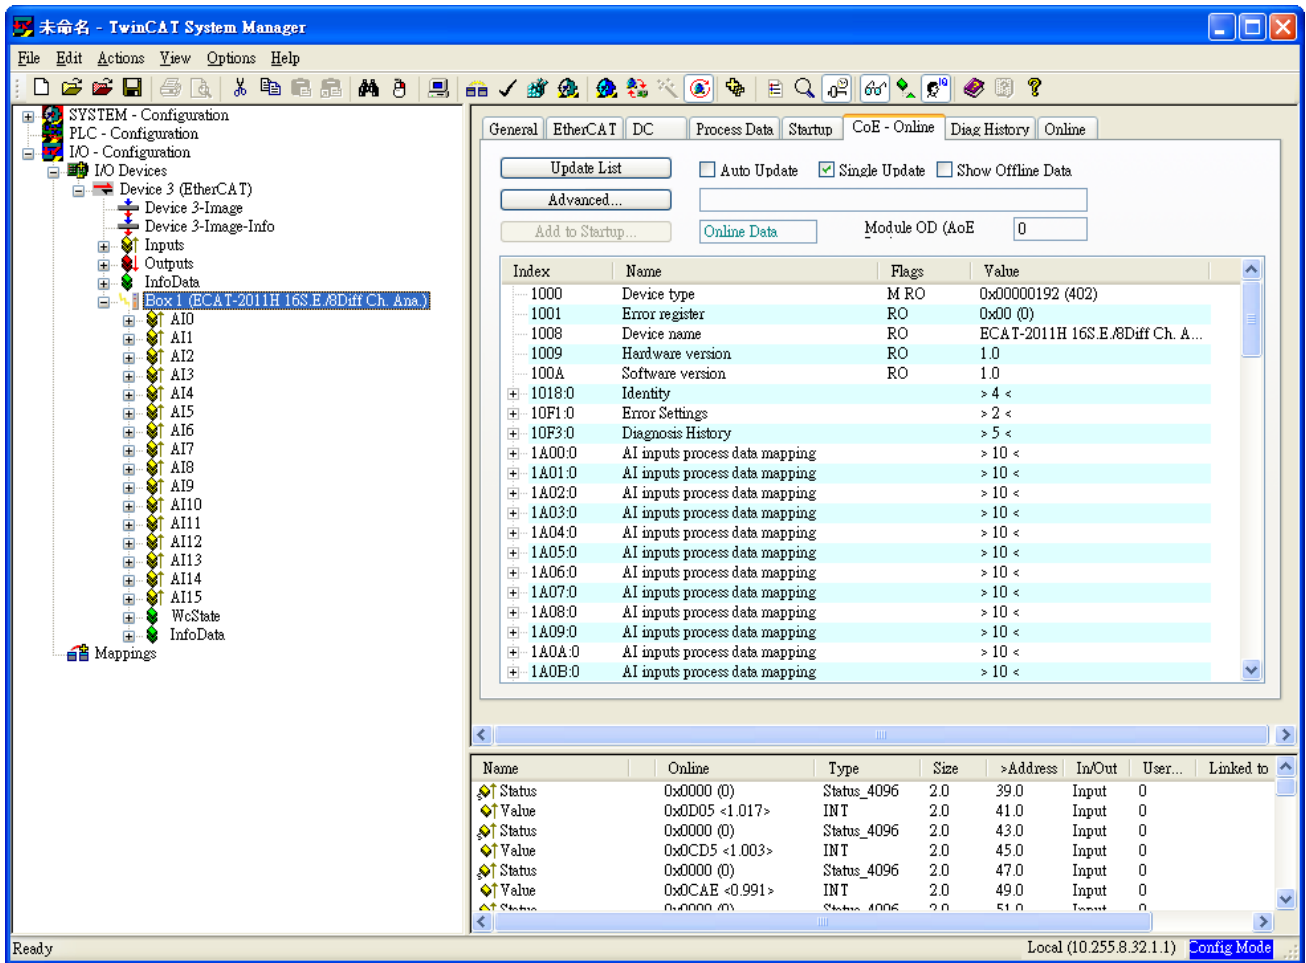 未命名 - TwinCAT System Manager
File Edit Actions View Options Help
SYSTEM - Configuration
PLC - Configuration
I/O - Configuration
I/O Devices
Device 3 (EtherCAT)
Device 3-Image
Device 3-Image-Info
Inputs
Outputs
InfoData
Box 1 (ECAT-2011H 16S.E./8Diff Ch. Ana.)
AI0
AI1
AI2
AI3
AI4
AI5
AI6
AI7
AI8
AI9
AI10
AI11
AI12
AI13
AI14
AI15
WcState
InfoData
Mappings
General EtherCAT DC Process Data Startup CoE - Online Diag History Online
Update List Auto Update Single Update Show Offline Data
Advanced...
Add to Startup... Online Data Module OD (AoE 0
Index Name Flags Value
1000 Device type M RO 0x00000192 (402)
1001 Error register RO 0x00 (0)
1008 Device name RO ECAT-2011H 16S.E./8Diff Ch. A...
1009 Hardware version RO 1.0
100A Software version RO 1.0
1018:0 Identity > 4 <
10F1:0 Error Settings > 2 <
10F3:0 Diagnosis History > 5 <
1A00:0 AI inputs process data mapping > 10 <
1A01:0 AI inputs process data mapping > 10 <
1A02:0 AI inputs process data mapping > 10 <
1A03:0 AI inputs process data mapping > 10 <
1A04:0 AI inputs process data mapping > 10 <
1A05:0 AI inputs process data mapping > 10 <
1A06:0 AI inputs process data mapping > 10 <
1A07:0 AI inputs process data mapping > 10 <
1A08:0 AI inputs process data mapping > 10 <
1A09:0 AI inputs process data mapping > 10 <
1A0A:0 AI inputs process data mapping > 10 <
1A0B:0 AI inputs process data mapping > 10 <
Name Online Type Size >Address In/Out User... Linked to
Status 0x0000 (0) Status_4096 2.0 39.0 Input 0
Value 0x0D05 <1.017> INT 2.0 41.0 Input 0
Status 0x0000 (0) Status_4096 2.0 43.0 Input 0
Value 0x0CD5 <1.003> INT 2.0 45.0 Input 0
Status 0x0000 (0) Status_4096 2.0 47.0 Input 0
Value 0x0CAE <0.991> INT 2.0 49.0 Input 0
Status 0x0000 (0) Status_4096 2.0 51.0 Input 0
Ready Local (10.255.8.32.1.1) Config Mode